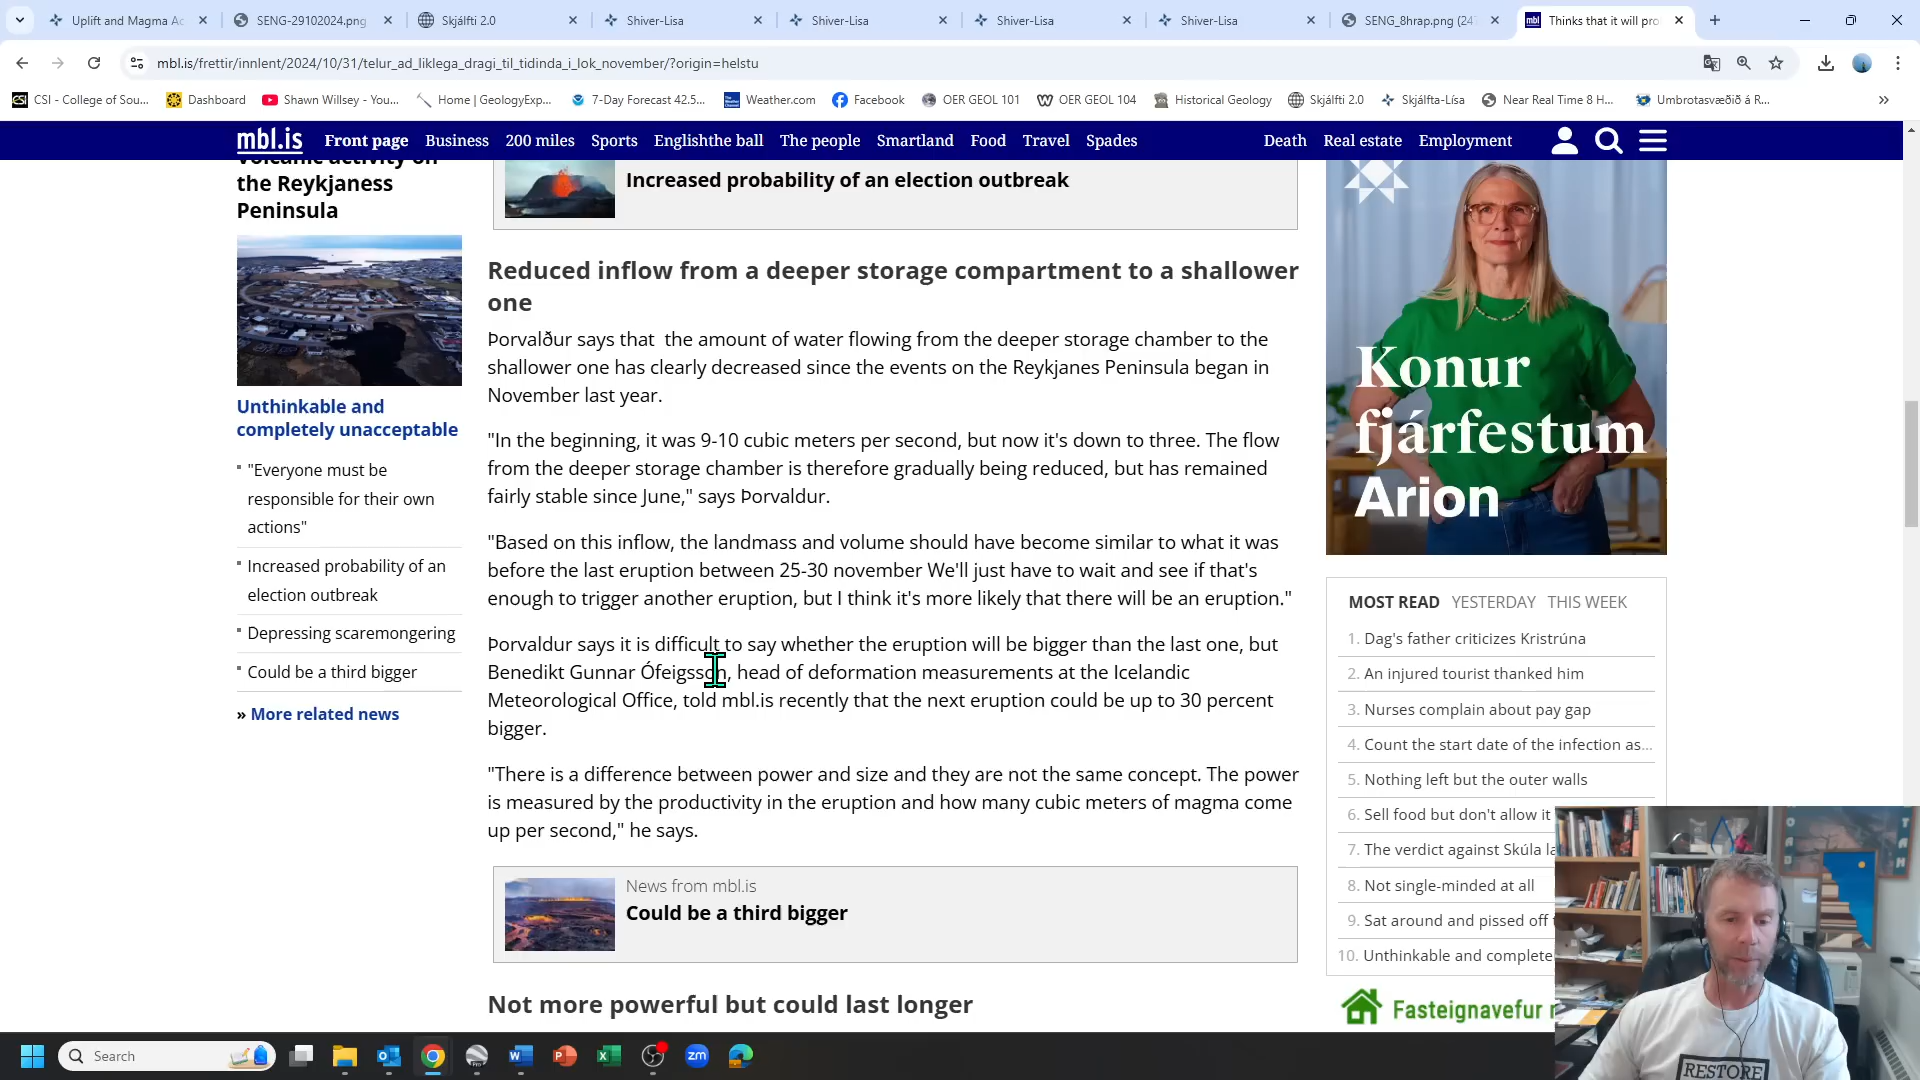 Uplift and Magma Ac
SENG-29102024.png
Skjálfti 2.0
Shiver-Lisa
Shiver-Lisa
Shiver-Lisa
Shiver-Lisa
SENG_8hrap.png (24
mbl
Thinks that it will pro
mbl.is/frettir/innlent/2024/10/31/telur_ad_liklega_dragi_til_tidinda_i_lok_november/?origin=helstu
CSI - College of Sou...
Dashboard
Shawn Willsey - You...
Home | GeologyExp...
7-Day Forecast 42.5...
Weather.com
Facebook
OER GEOL 101
OER GEOL 104
Historical Geology
Skjálfti 2.0
Skjálfta-Lísa
Near Real Time 8 H...
Umbrotasvæðið á R...
mbl.is
Front page
Business
200 miles
Sports
Englishthe ball
The people
Smartland
Food
Travel
Spades
Death
Real estate
Employment
Volcanic activity on
the Reykjaness
Peninsula
Unthinkable and
completely unacceptable
"Everyone must be
responsible for their own
actions"
Increased probability of an
election outbreak
Depressing scaremongering
Could be a third bigger
» More related news
Increased probability of an election outbreak
Reduced inflow from a deeper storage compartment to a shallower
one
Þorvalður says that  the amount of water flowing from the deeper storage chamber to the
shallower one has clearly decreased since the events on the Reykjanes Peninsula began in
November last year.
"In the beginning, it was 9-10 cubic meters per second, but now it's down to three. The flow
from the deeper storage chamber is therefore gradually being reduced, but has remained
fairly stable since June," says Þorvaldur.
"Based on this inflow, the landmass and volume should have become similar to what it was
before the last eruption between 25-30 november We'll just have to wait and see if that's
enough to trigger another eruption, but I think it's more likely that there will be an eruption."
Þorvaldur says it is difficult to say whether the eruption will be bigger than the last one, but
Benedikt Gunnar Ófeigsson, head of deformation measurements at the Icelandic
Meteorological Office, told mbl.is recently that the next eruption could be up to 30 percent
bigger.
"There is a difference between power and size and they are not the same concept. The power
is measured by the productivity in the eruption and how many cubic meters of magma come
up per second," he says.
News from mbl.is
Could be a third bigger
Not more powerful but could last longer
Konur
fjárfestum
Arion
MOST READ YESTERDAY THIS WEEK
1. Dag's father criticizes Kristrúna
2. An injured tourist thanked him
3. Nurses complain about pay gap
4. Count the start date of the infection as...
5. Nothing left but the outer walls
6. Sell food but don't allow it
7. The verdict against Skúla
8. Not single-minded at all
9. Sat around and pissed off
10. Unthinkable and complete
Fasteignavefur
RESTORE
Search
W
P
X
zm